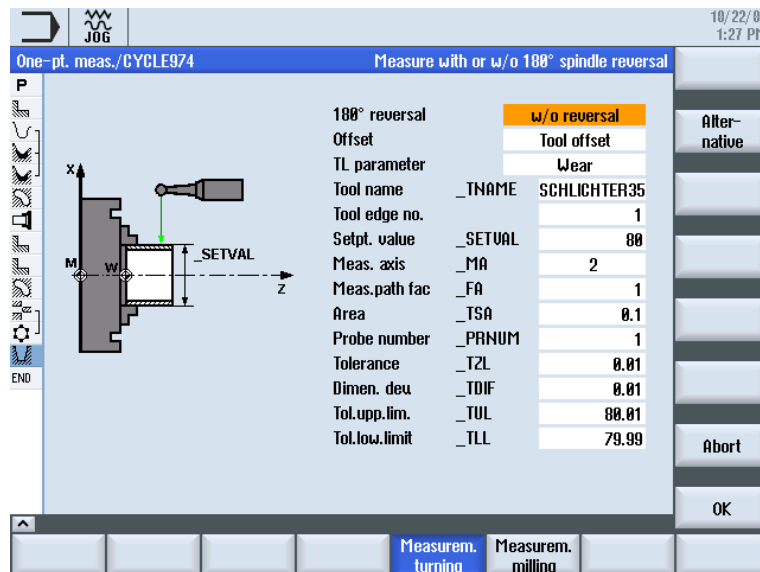 JOG
10/22/0
1:27 PM
One-pt. meas./CYCLE974 Measure with or w/o 180° spindle reversal
P
END
X
M
W
Z
_SETVAL
180° reversal w/o reversal
Offset Tool offset
TL parameter Wear
Tool name _TNAME SCHLICHTER35
Tool edge no. 1
Setpt. value _SETVAL 80
Meas. axis _MA 2
Meas.path fac _FA 1
Area _TSA 0.1
Probe number _PRNUM 1
Tolerance _TZL 0.01
Dimen. dev _TDIF 0.01
Tol.upp.lim. _TUL 80.01
Tol.low.limit _TLL 79.99
Alter-
native
Abort
OK
Measurem.
turning
Measurem.
milling